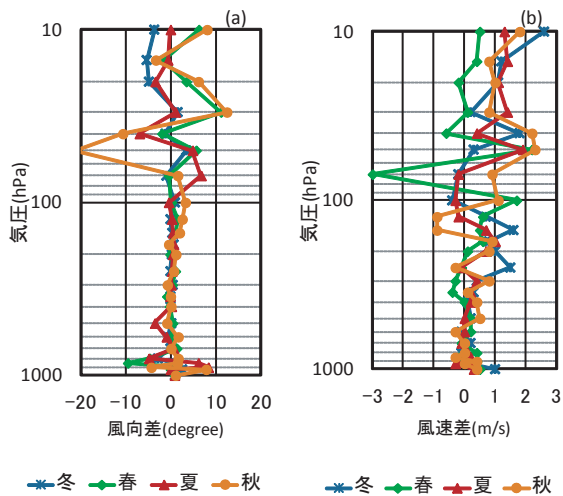 (a)
10
100
1000
気圧(hPa)
-20 -10 0 10 20
風向差(degree)
冬 春 夏 秋
(b)
10
100
1000
気圧(hPa)
-3 -2 -1 0 1 2 3
風速差(m/s)
冬 春 夏 秋